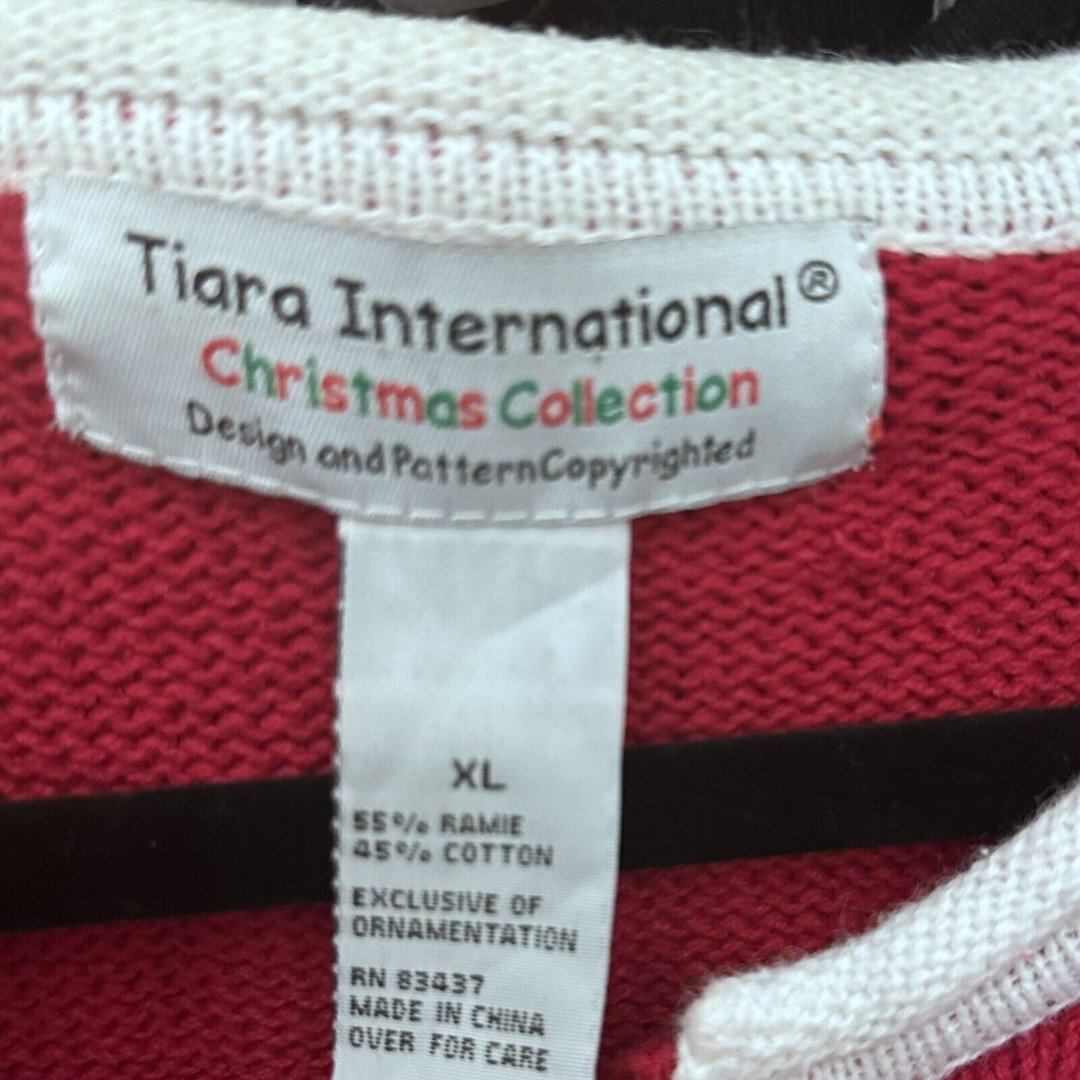 Tiara International®
Christmas Collection
Design and Pattern Copyrighted
XL
55% RAMIE
45% COTTON
EXCLUSIVE OF
ORNAMENTATION
RN 83437
MADE IN CHINA
OVER FOR CARE